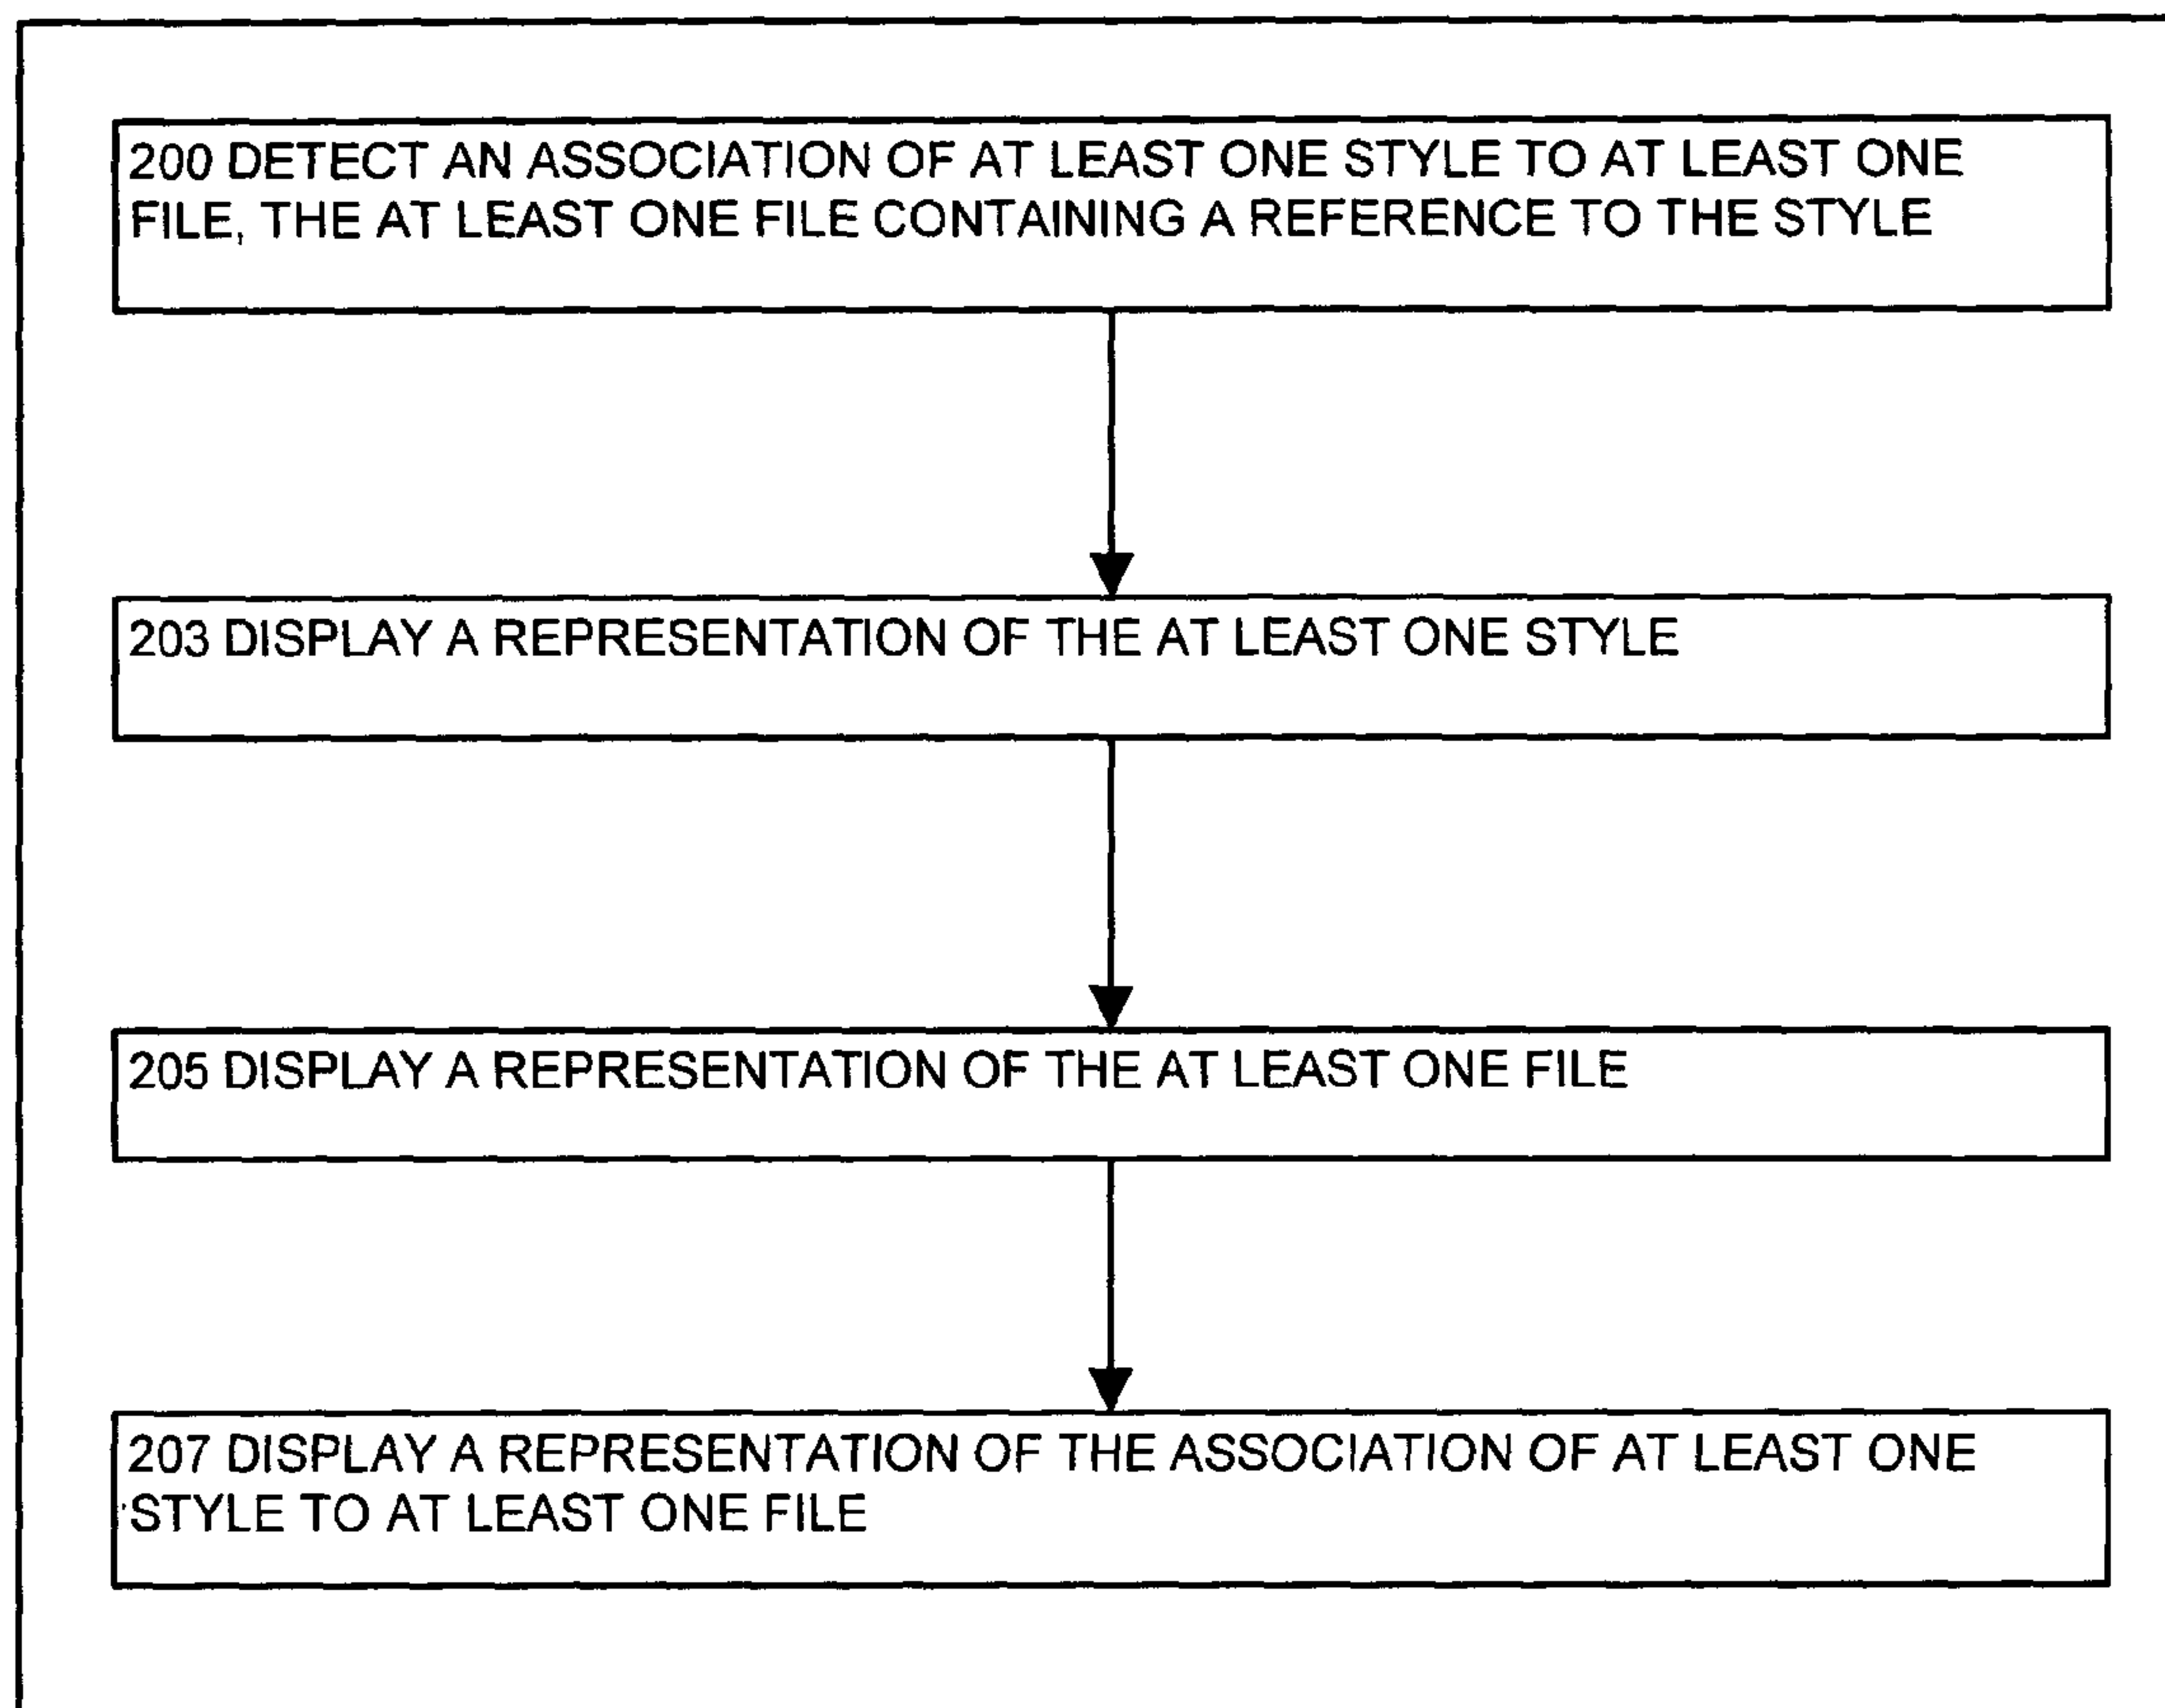 200 DETECT AN ASSOCIATION OF AT LEAST ONE STYLE TO AT LEAST ONE
FILE, THE AT LEAST ONE FILE CONTAINING A REFERENCE TO THE STYLE
203 DISPLAY A REPRESENTATION OF THE AT LEAST ONE STYLE
205 DISPLAY A REPRESENTATION OF THE AT LEAST ONE FILE
207 DISPLAY A REPRESENTATION OF THE ASSOCIATION OF AT LEAST ONE
STYLE TO AT LEAST ONE FILE